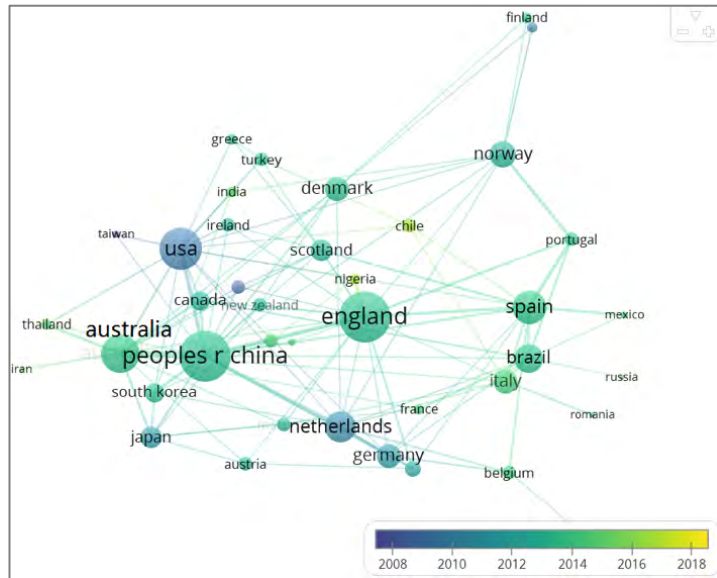 finland
norway
greece
turkey
denmark
india
ireland
chile
taiwan
usa
scotland
portugal
nigeria
canada
new zealand
spain
mexico
england
thailand
australia
peoples r china
brazil
iran
italy
russia
south korea
france
romania
netherlands
japan
germany
austria
belgium
2008 2010 2012 2014 2016 2018